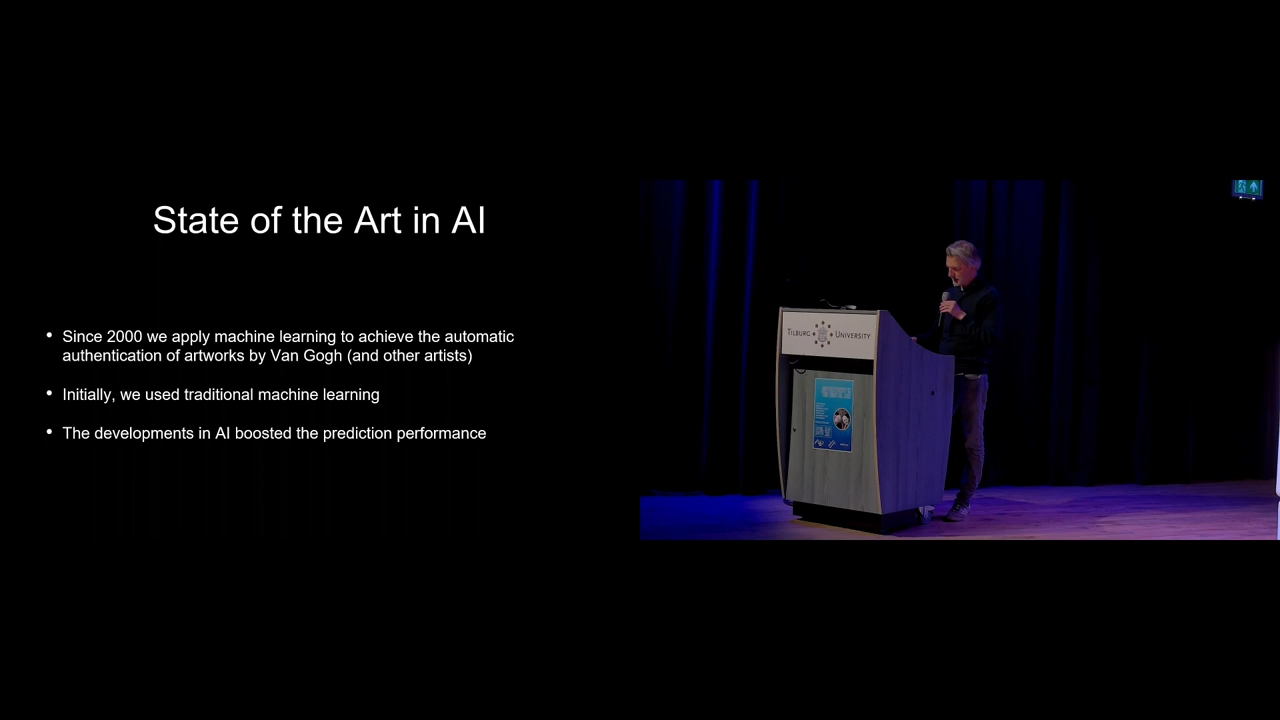 State of the Art in AI
• Since 2000 we apply machine learning to achieve the automatic
authentication of artworks by Van Gogh (and other artists)
• Initially, we used traditional machine learning
• The developments in AI boosted the prediction performance
TILBURG UNIVERSITY